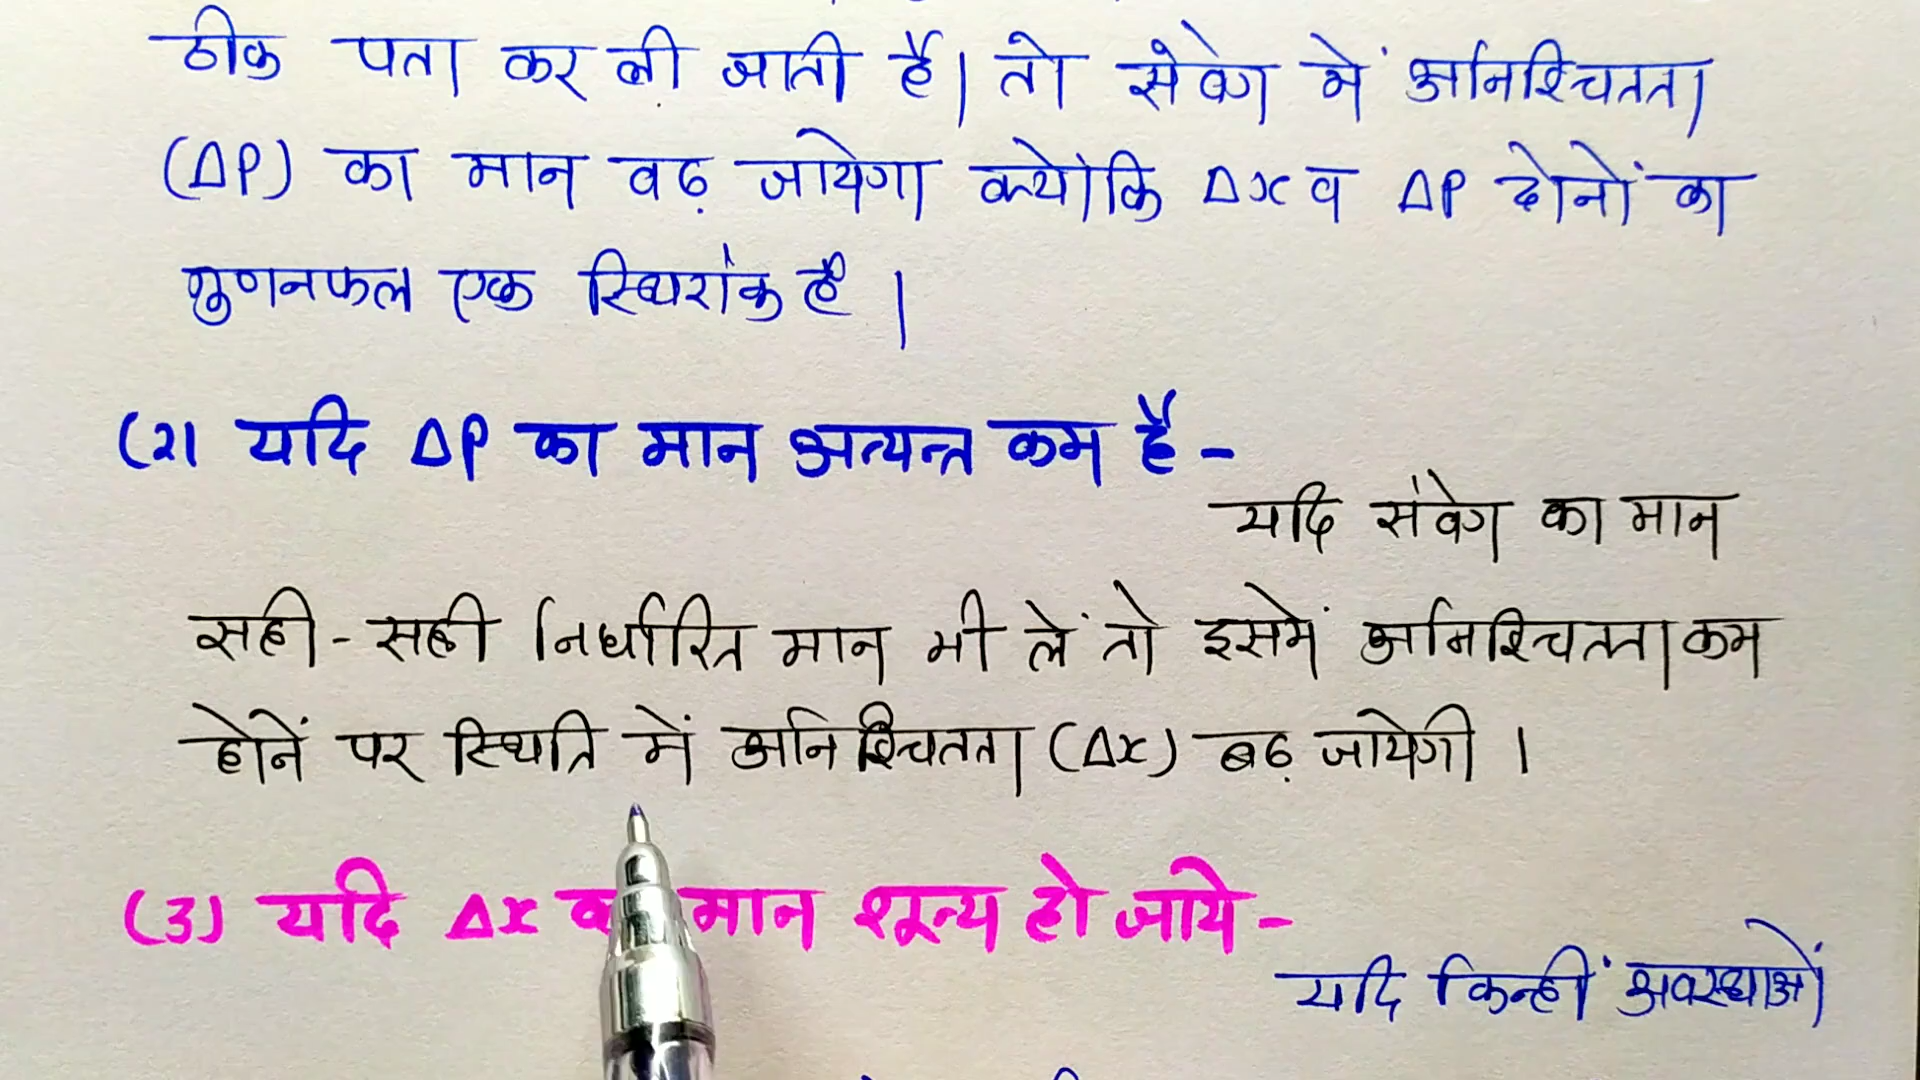 ठीक पता कर ली जाती है। तो संवेग में अनिश्चितता
(ΔP) का मान बढ़ जायेगा क्योंकि Δx व ΔP दोनों का
गुणनफल एक स्थिरांक है ।
(2) यदि ΔP का मान अत्यन्त कम है -
यदि संवेग का मान
सही - सही निर्धारित मान भी लें तो इसमें अनिश्चितता कम
होनें पर स्थिति में अनिश्चितता (Δx) बढ़ जायेगी ।
(3) यदि Δx का मान शून्य हो जाये -
यदि किन्हीं अवस्थाओं